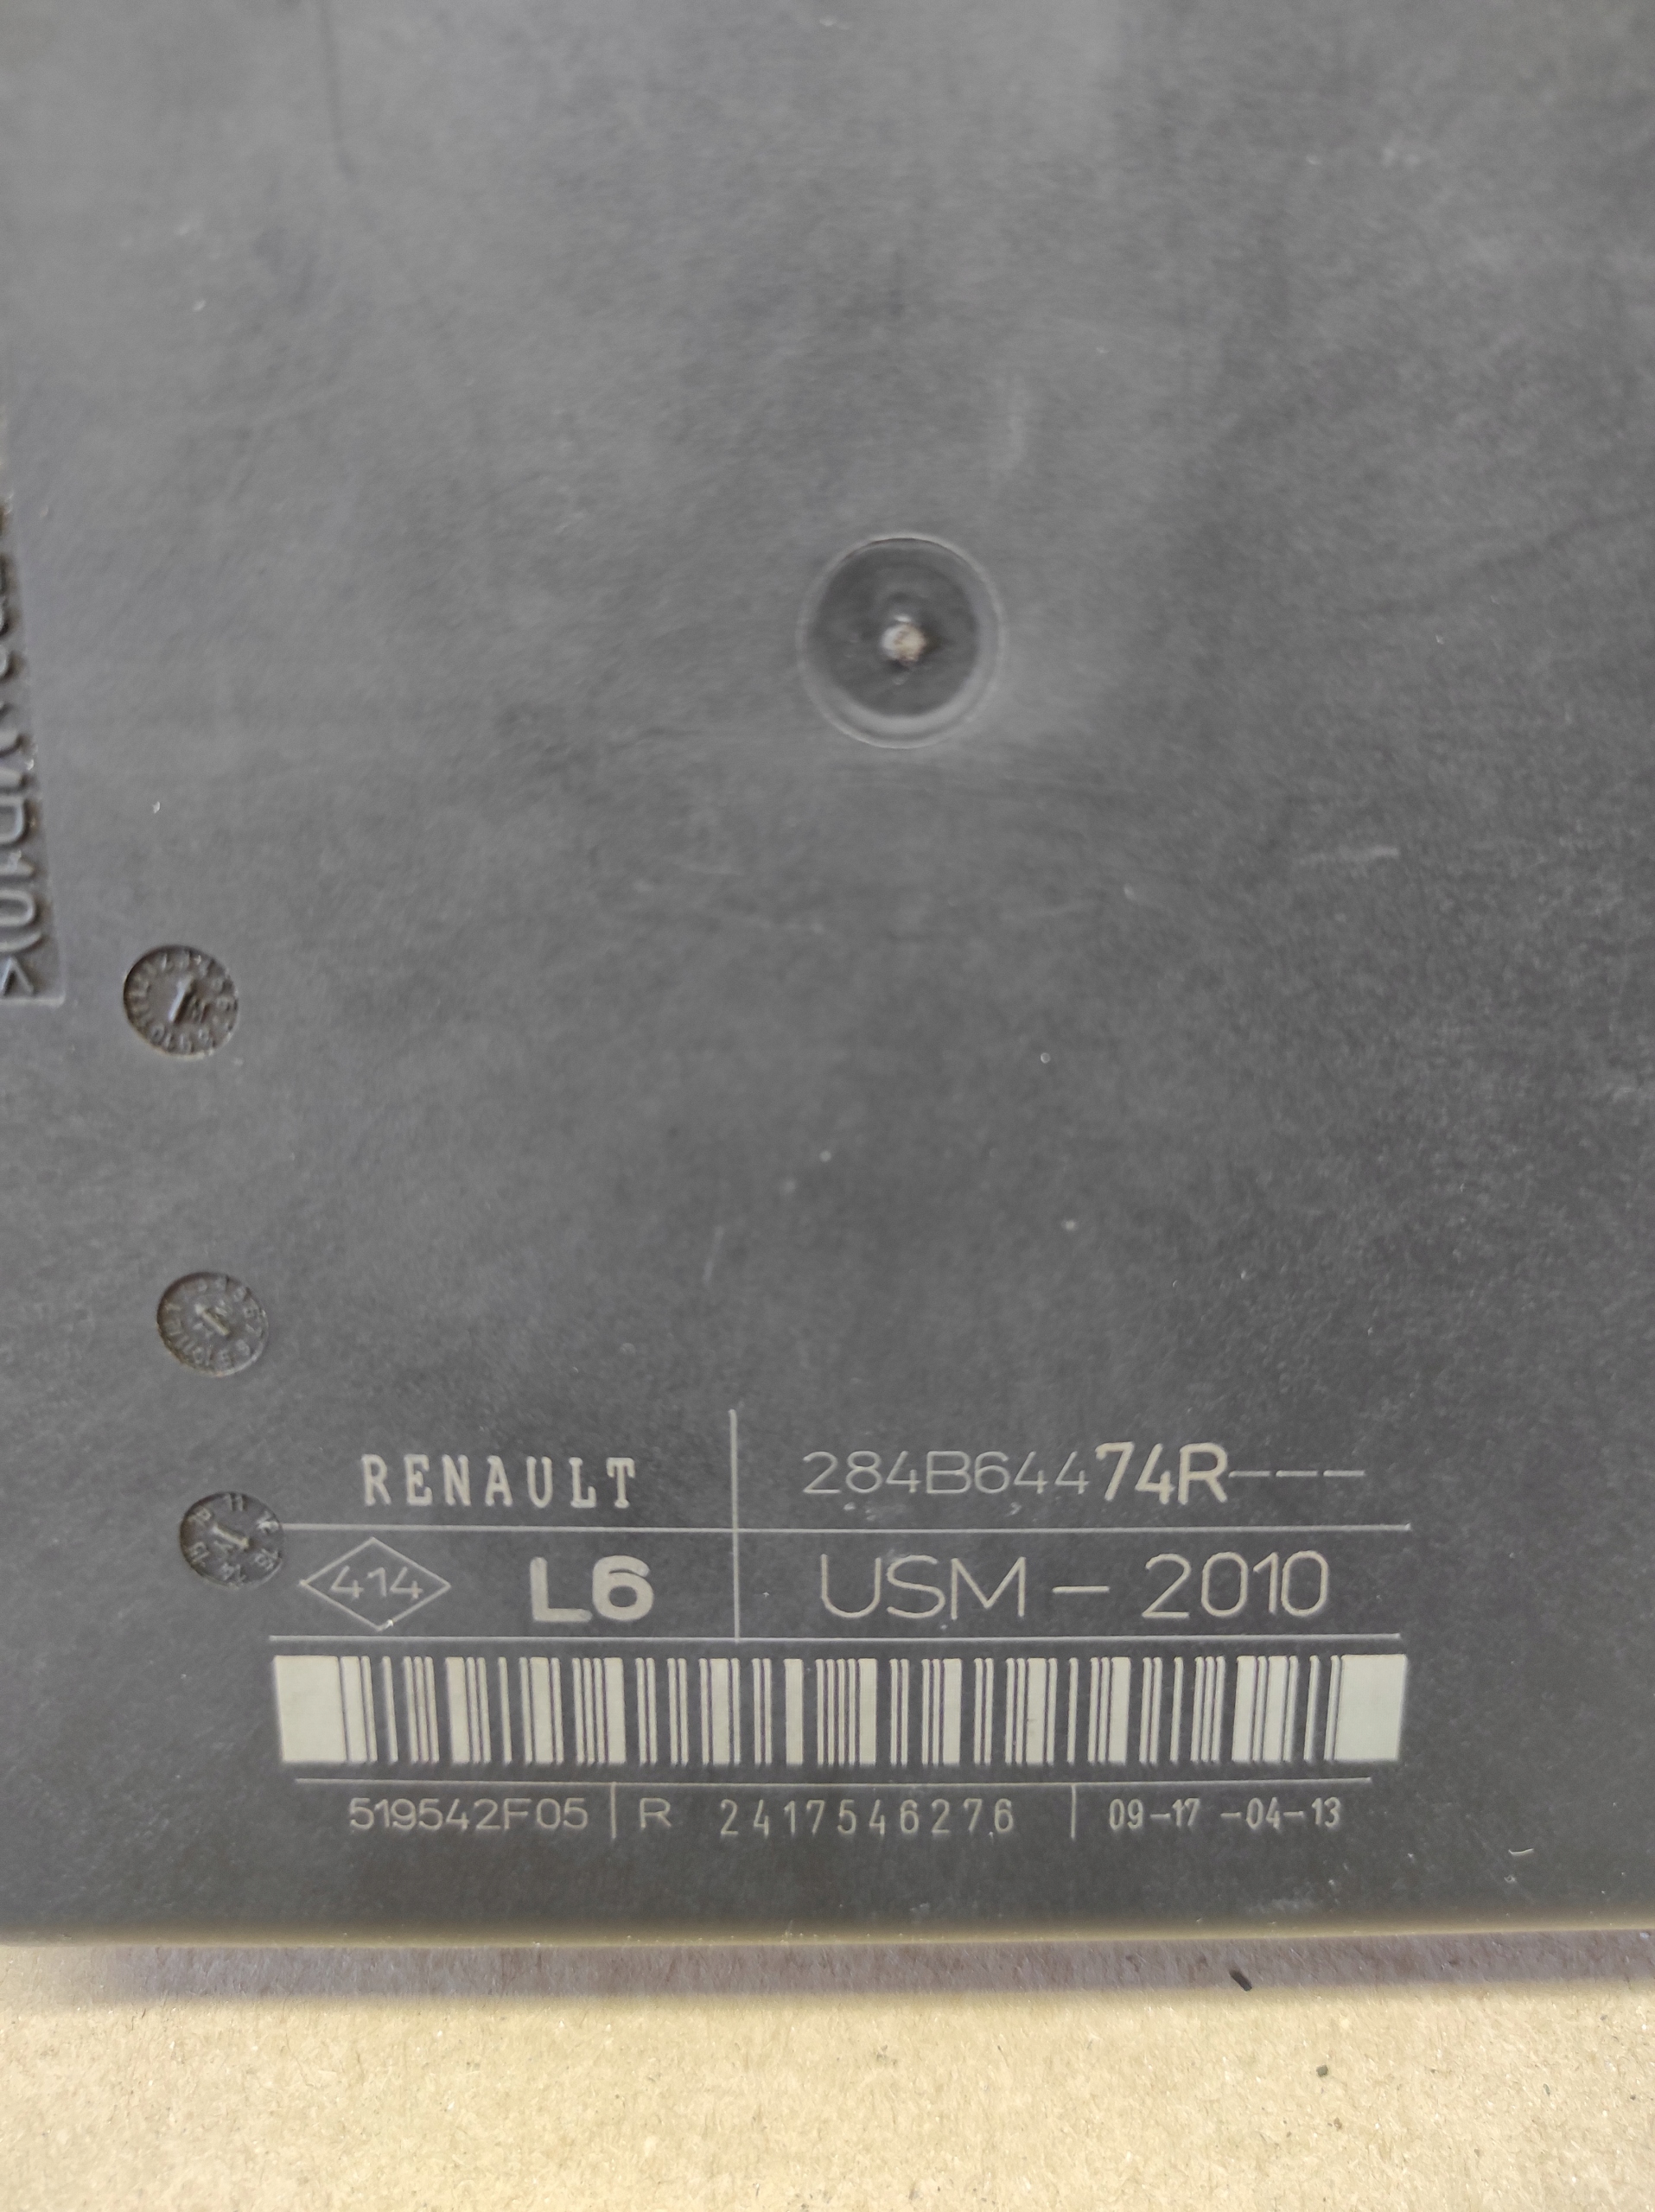 RENAULT 284B64474R---
414 L6 USM - 2010
519542F05 R 2417546276 09-17 -04-13